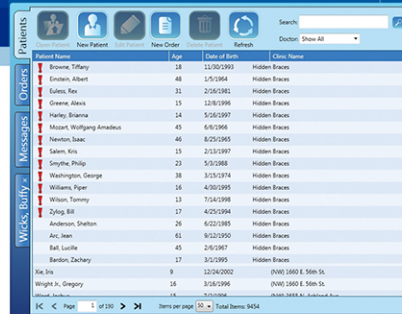 Patients
Orders
Messages
Wicks, Buffy ×
Open Patient New Patient Edit Patient New Order Delete Patient Refresh
Search:
Doctor: Show All
Patient Name Age Date of Birth Clinic Name
Browne, Tiffany 18 11/30/1993 Hidden Braces
Einstein, Albert 48 1/5/1964 Hidden Braces
Euless, Rex 31 2/16/1981 Hidden Braces
Greene, Alexis 15 12/8/1996 Hidden Braces
Harley, Brianna 14 5/16/1997 Hidden Braces
Mozart, Wolfgang Amadeus 45 6/6/1966 Hidden Braces
Newton, Isaac 46 8/25/1965 Hidden Braces
Salem, Kris 15 2/13/1997 Hidden Braces
Smythe, Philip 23 5/3/1988 Hidden Braces
Washington, George 38 3/15/1974 Hidden Braces
Williams, Piper 16 4/30/1995 Hidden Braces
Wilson, Tommy 13 7/14/1998 Hidden Braces
Zylog, Bill 17 4/25/1994 Hidden Braces
Anderson, Shelton 26 6/22/1985 Hidden Braces
Arc, Jean 61 9/12/1950 Hidden Braces
Ball, Lucille 45 2/6/1967 Hidden Braces
Bardon, Zachary 17 3/1/1995 Hidden Braces
Xie, Iris 9 12/24/2002 (NW) 1660 E. 56th St.
Wright Jr., Gregory 16 3/16/1996 (NW) 1660 E. 56th St.
Page 1 of 190 Items per page 50 Total Items: 9454